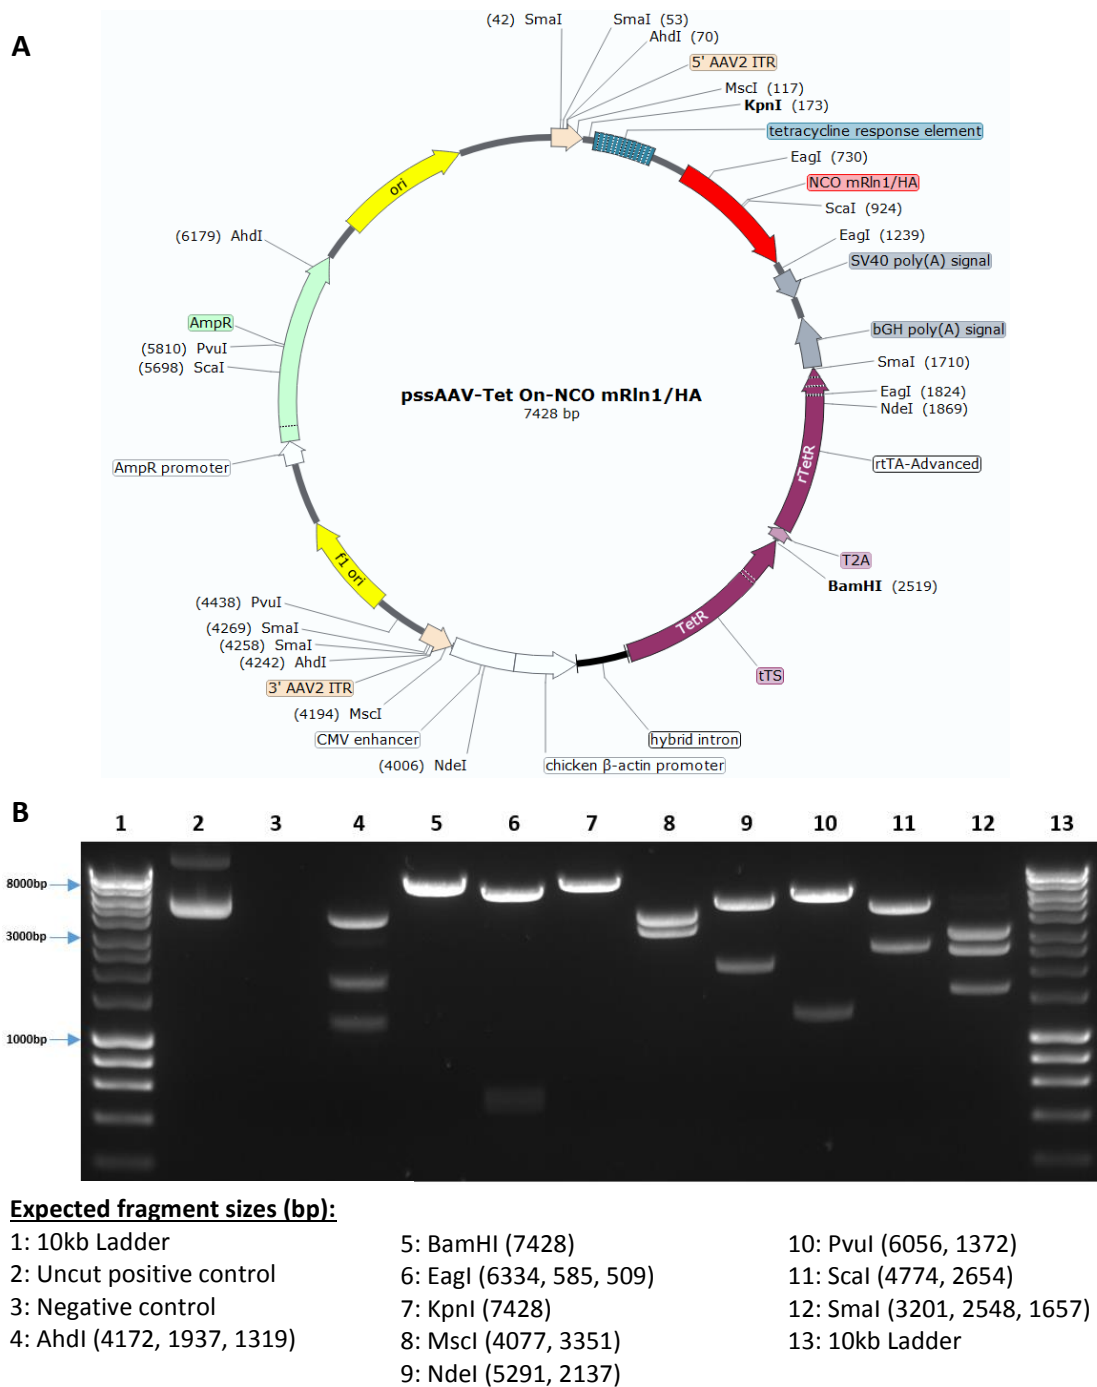 A
(42) SmaI
SmaI (53)
AhdI (70)
5' AAV2 ITR
MscI (117)
KpnI (173)
tetracycline response element
EagI (730)
NCO mRln1/HA
ScaI (924)
EagI (1239)
SV40 poly(A) signal
bGH poly(A) signal
SmaI (1710)
EagI (1824)
NdeI (1869)
rtTA-Advanced
rTetR
T2A
BamHI (2519)
TetR
tTS
hybrid intron
chicken β-actin promoter
(4006) NdeI
CMV enhancer
(4194) MscI
3' AAV2 ITR
(4242) AhdI
(4258) SmaI
(4269) SmaI
(4438) PvuI
f1 ori
AmpR promoter
(5698) ScaI
(5810) PvuI
AmpR
(6179) AhdI
ori
pssAAV-Tet On-NCO mRln1/HA
7428 bp
B
1 2 3 4 5 6 7 8 9 10 11 12 13
8000bp
3000bp
1000bp
Expected fragment sizes (bp):
1: 10kb Ladder
2: Uncut positive control
3: Negative control
4: AhdI (4172, 1937, 1319)
5: BamHI (7428)
6: EagI (6334, 585, 509)
7: KpnI (7428)
8: MscI (4077, 3351)
9: NdeI (5291, 2137)
10: PvuI (6056, 1372)
11: ScaI (4774, 2654)
12: SmaI (3201, 2548, 1657)
13: 10kb Ladder